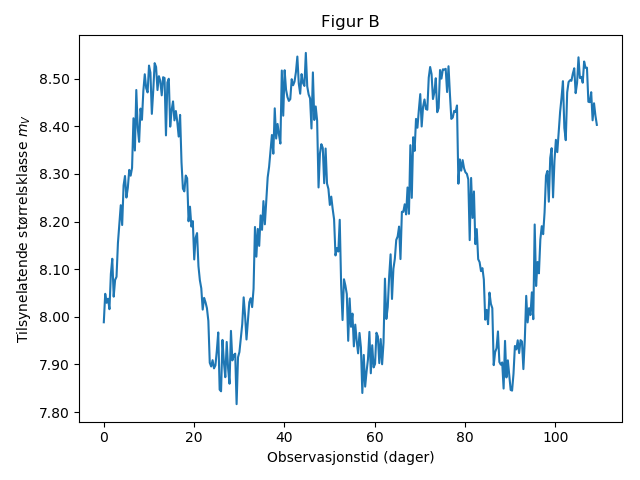 Figur B
Tilsynelatende størrelsklasse m_V
8.50
8.40
8.30
8.20
8.10
8.00
7.90
7.80
0 20 40 60 80 100
Observasjonstid (dager)